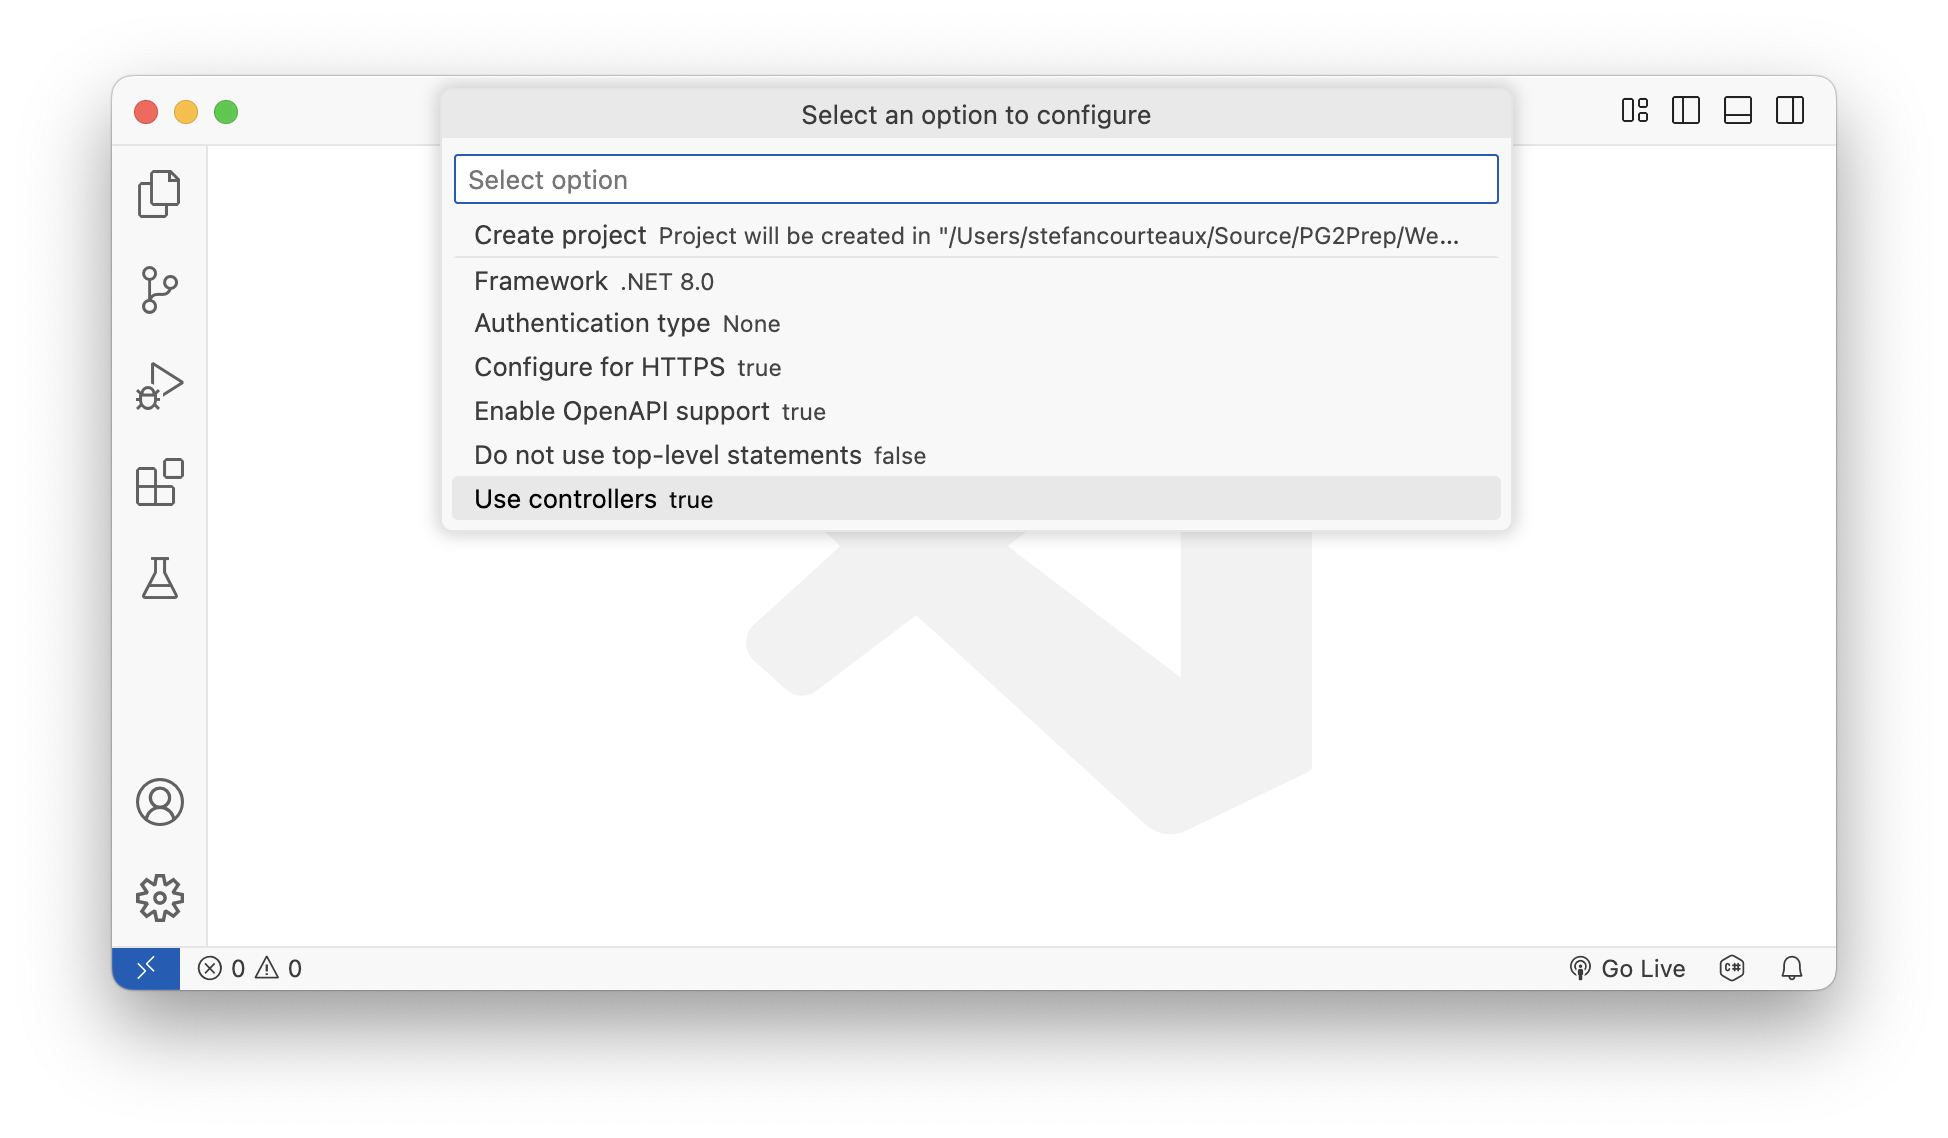 Select an option to configure
Select option
Create project Project will be created in "/Users/stefancourteaux/Source/PG2Prep/We...
Framework .NET 8.0
Authentication type None
Configure for HTTPS true
Enable OpenAPI support true
Do not use top-level statements false
Use controllers true
0 0 Go Live C#